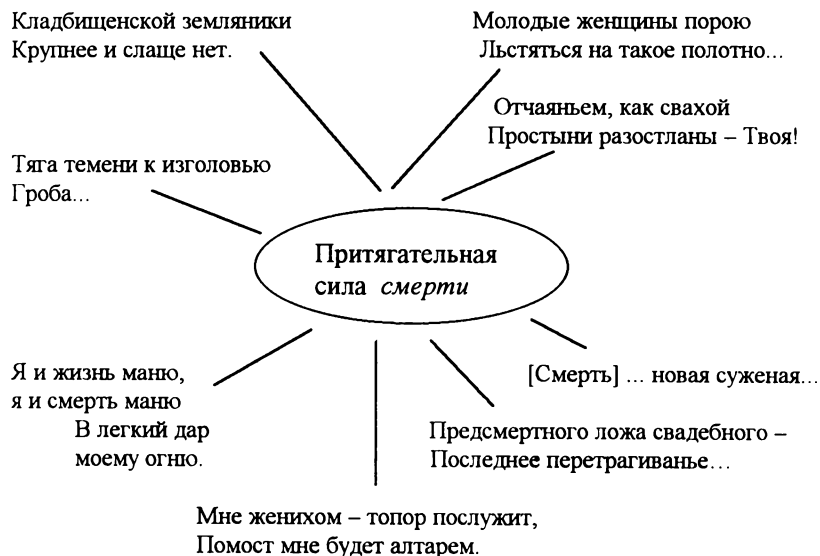 Кладбищенской земляники
Крупнее и слаще нет.
Молодые женщины порою
Льстяться на такое полотно...
Отчаяньем, как свахой
Простыни разостланы – Твоя!
Тяга темени к изголовью
Гроба...
Притягательная
сила смерти
[Смерть] ... новая суженая...
Я и жизнь маню,
я и смерть маню
В легкий дар
моему огню.
Предсмертного ложа свадебного –
Последнее перетрагиванье...
Мне женихом – топор послужит,
Помост мне будет алтарем.